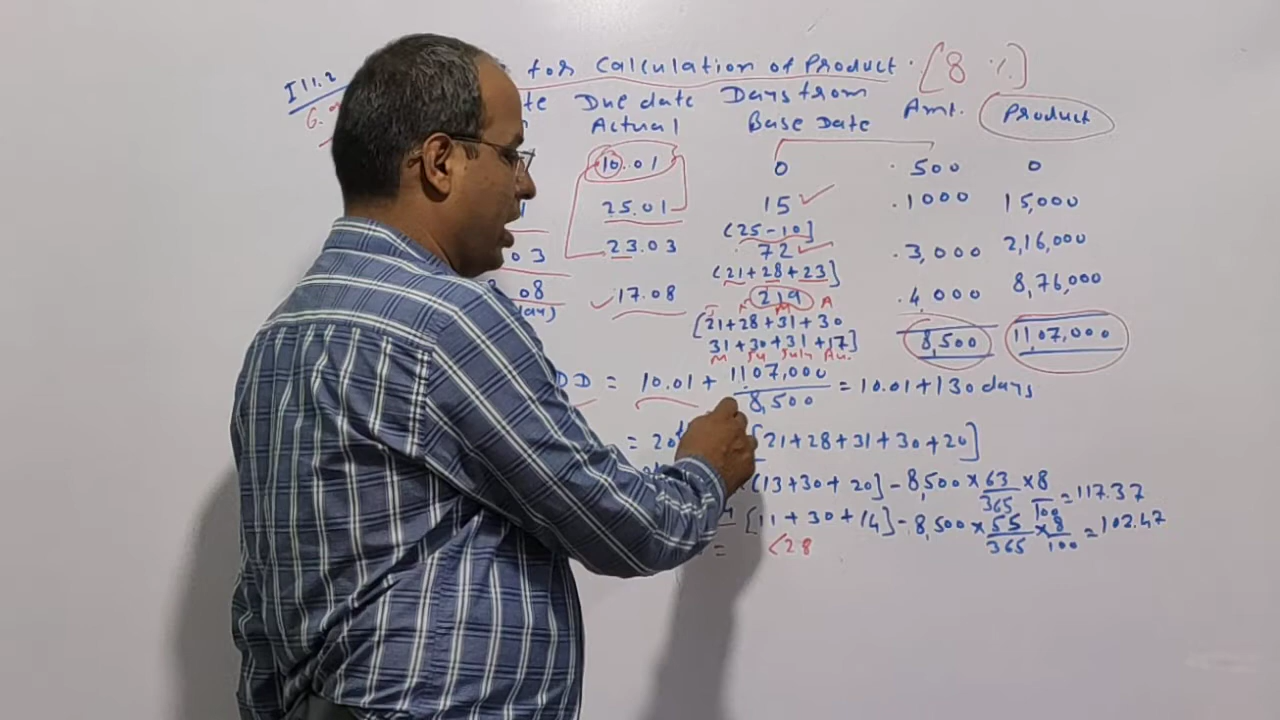 I11.2 for Calculation of Product [8 %]
Due date Days from Amt. Product
Actual Base Date
10.01 0 500 0
25.01 15 1000 15,000
(25-10]
03 23.03 72 3,000 2,16,000
(21+28+23]
08 17.08 219 4,000 8,76,000
[21+28+31+30
31+30+31+17]
8,500 11,07,000
DD = 10.01 + 1107,000 / 8,500 = 10.01+130 days
= 20 [21+28+31+30+20]
(13+30+20] - 8,500 × 63/365 × 8/100 = 117.37
[11+30+14] - 8,500 × 55/365 × 8/100 = 102.47
= <28